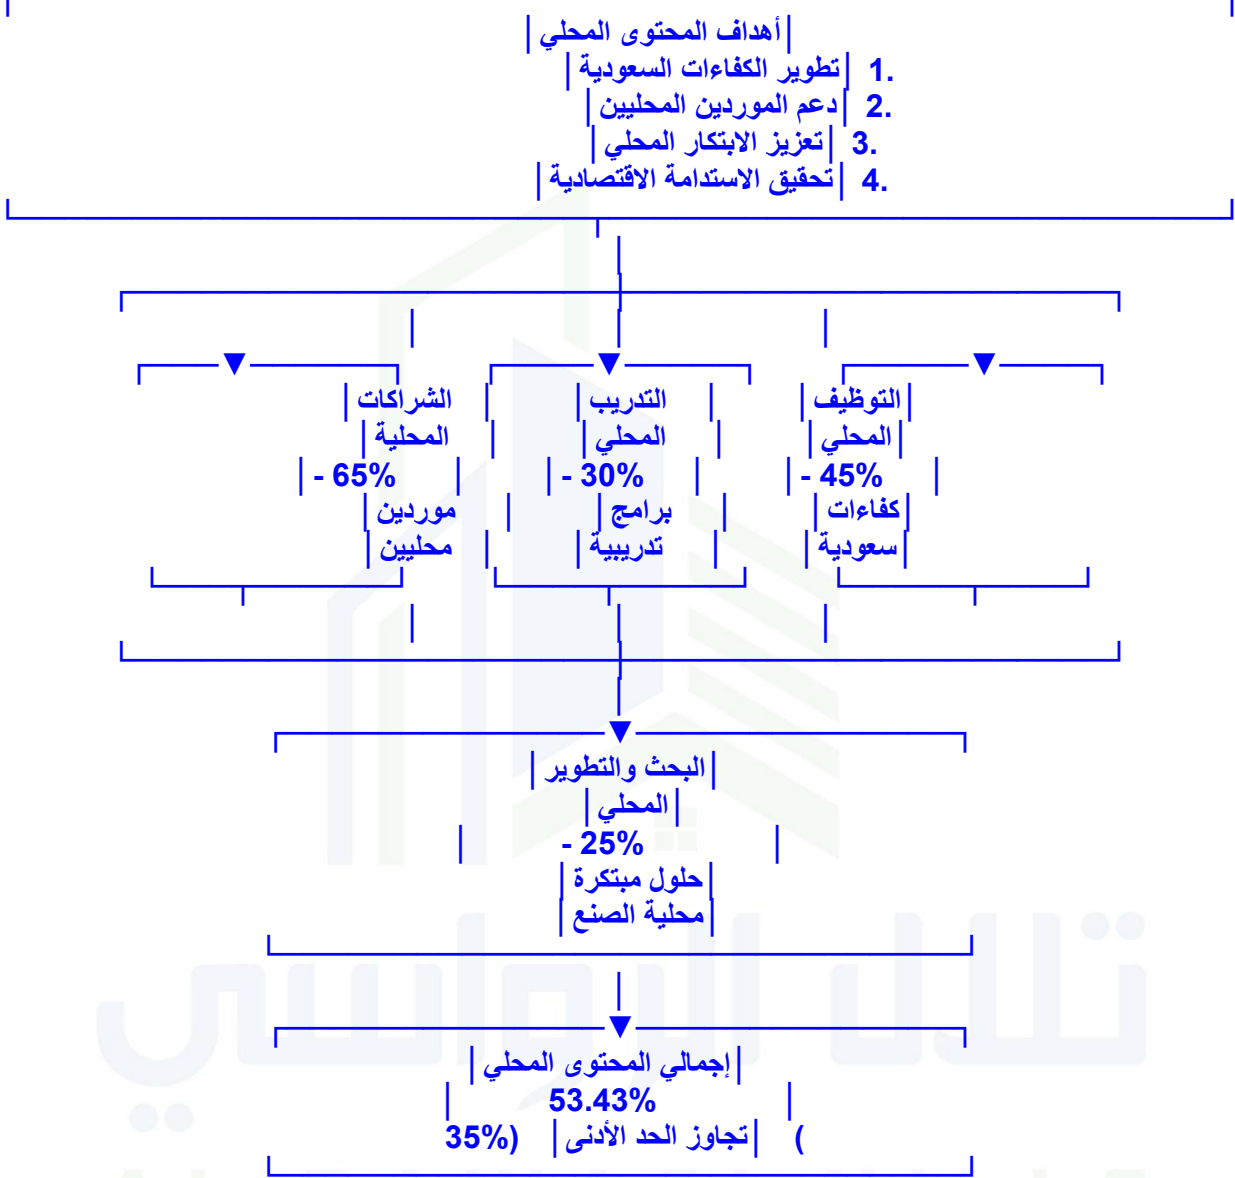 أهداف المحتوى المحلي
1. تطوير الكفاءات السعودية
2. دعم الموردين المحليين
3. تعزيز الابتكار المحلي
4. تحقيق الاستدامة الاقتصادية
التوظيف
المحلي
- 45%
كفاءات
سعودية
التدريب
المحلي
- 30%
برامج
تدريبية
الشراكات
المحلية
- 65%
موردين
محليين
البحث والتطوير
المحلي
- 25%
حلول مبتكرة
محلية الصنع
إجمالي المحتوى المحلي
53.43%
(تجاوز الحد الأدنى 35%)
تلال الرواسي